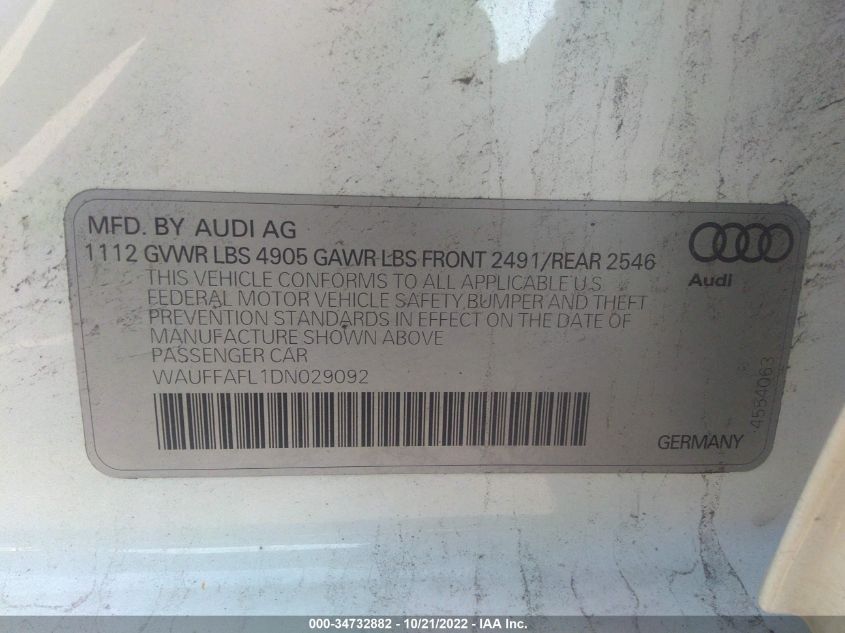 MFD. BY AUDI AG
1112 GVWR LBS 4905 GAWR LBS FRONT 2491/REAR 2546
THIS VEHICLE CONFORMS TO ALL APPLICABLE U.S
FEDERAL MOTOR VEHICLE SAFETY BUMPER AND THEFT
PREVENTION STANDARDS IN EFFECT ON THE DATE OF
MANUFACTURE SHOWN ABOVE
PASSENGER CAR
WAUFFAFL1DN029092
Audi
4554063
GERMANY
000-34732882 - 10/21/2022 - IAA Inc.